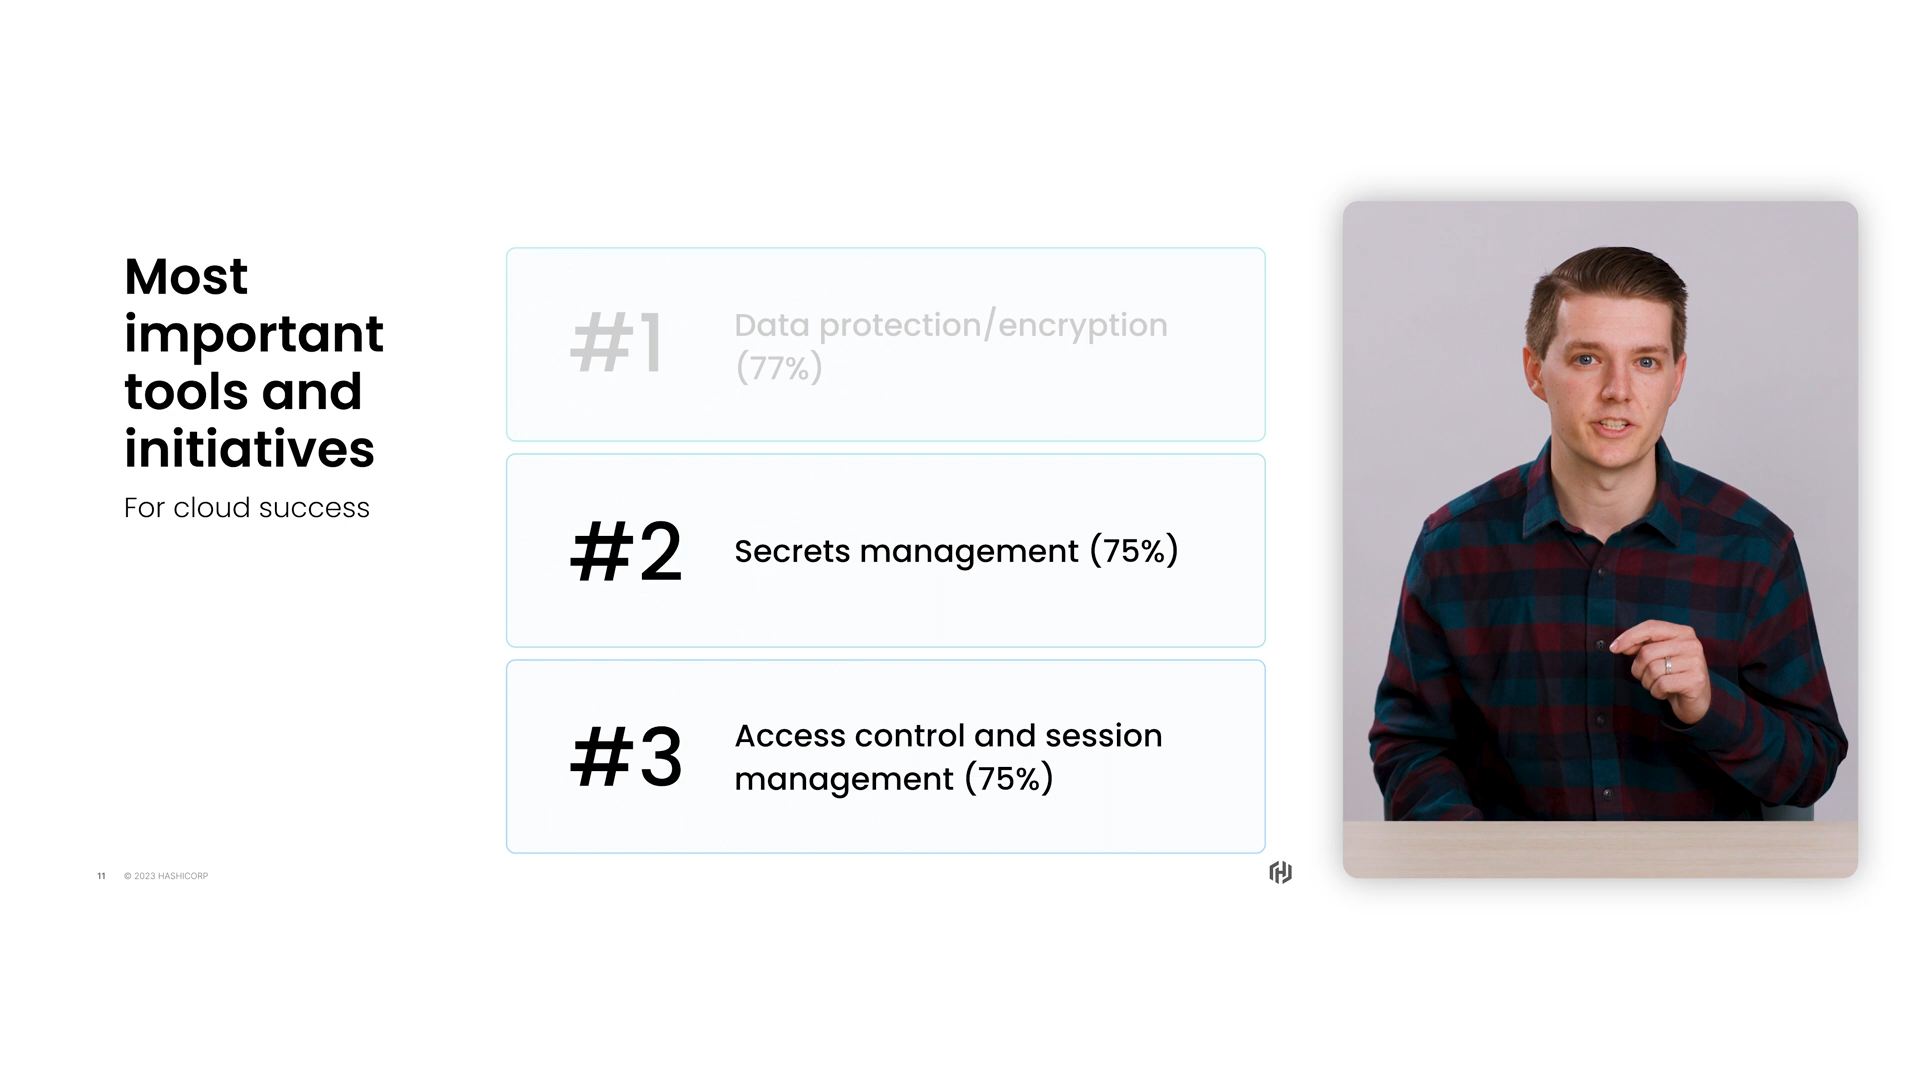 Most
important
tools and
initiatives
For cloud success
#1
Data protection/encryption
(77%)
#2
Secrets management (75%)
#3
Access control and session
management (75%)
11
© 2023 HASHICORP